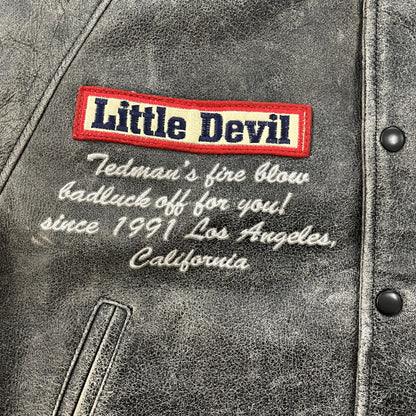 Little Devil
Tedman's fire blow
badluck off for you!
since 1991 Los Angeles,
California